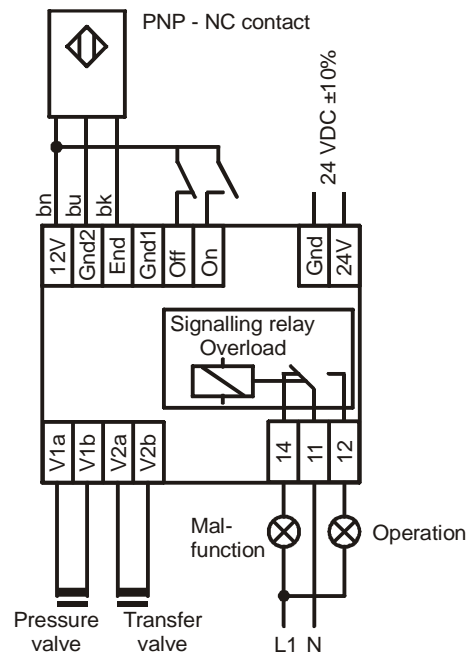 PNP - NC contact
24 VDC ±10%
bn
bu
bk
12V
Gnd2
End
Gnd1
Off
On
Gnd
24V
Signalling relay
Overload
V1a
V1b
V2a
V2b
14
11
12
Mal-
function
Operation
Pressure
valve
Transfer
valve
L1 N